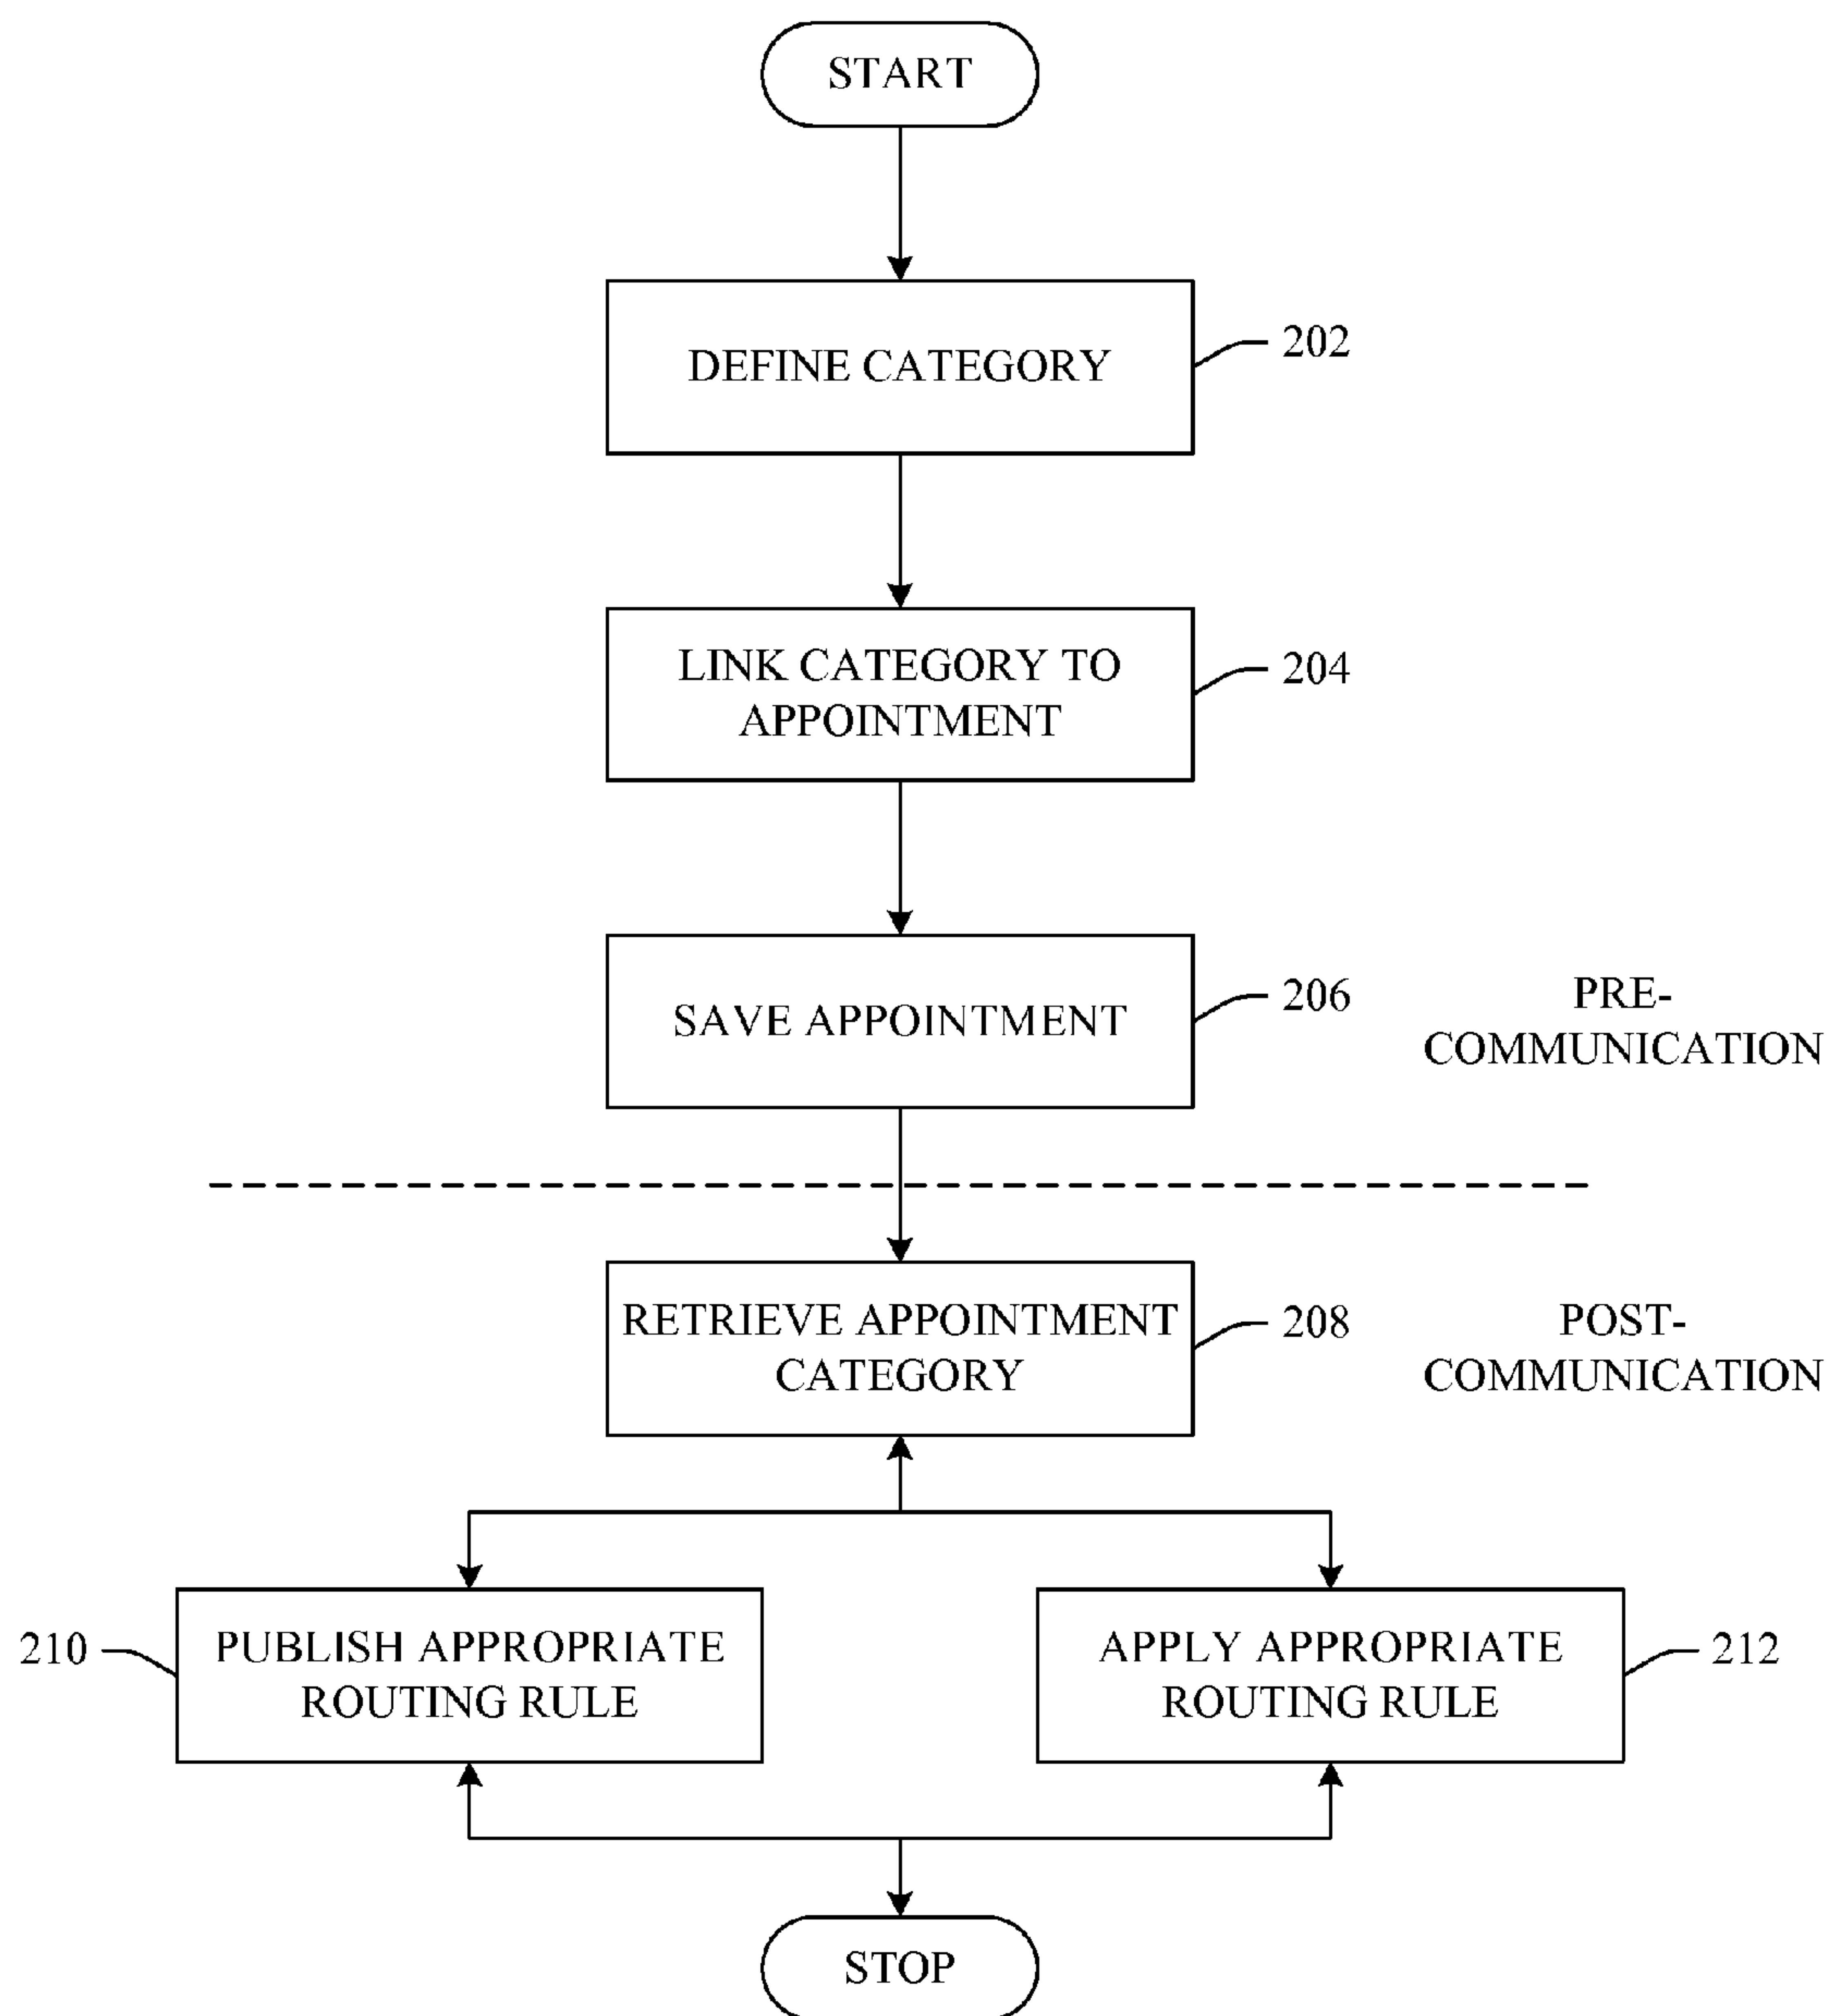 START
DEFINE CATEGORY
202
LINK CATEGORY TO
APPOINTMENT
204
SAVE APPOINTMENT
206
PRE-
COMMUNICATION
RETRIEVE APPOINTMENT
CATEGORY
208
POST-
COMMUNICATION
210
PUBLISH APPROPRIATE
ROUTING RULE
APPLY APPROPRIATE
ROUTING RULE
212
STOP